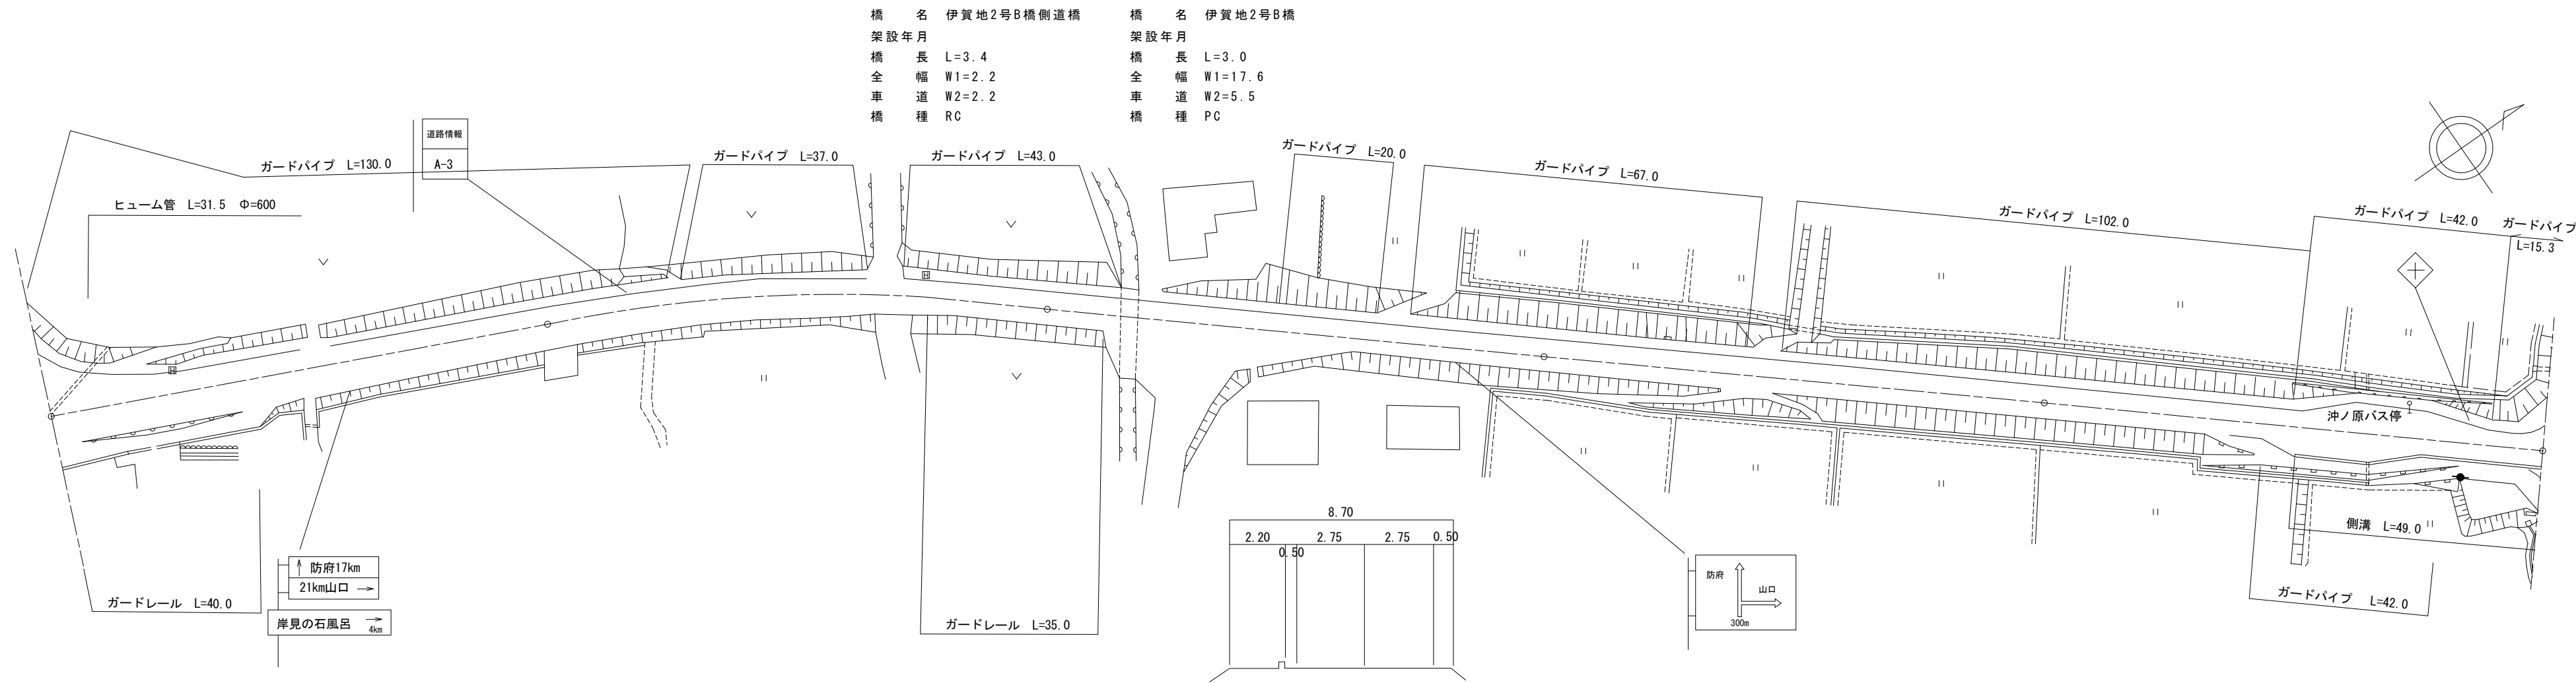 橋名 伊賀地2号B橋側道橋
架設年月
橋長 L=3.4
全幅 W1=2.2
車道 W2=2.2
橋種 RC
橋名 伊賀地2号B橋
架設年月
橋長 L=3.0
全幅 W1=17.6
車道 W2=5.5
橋種 PC
道路情報
A-3
ガードパイプ L=130.0
ガードパイプ L=37.0
ガードパイプ L=43.0
ガードパイプ L=20.0
ガードパイプ L=67.0
ガードパイプ L=102.0
ガードパイプ L=42.0
ガードパイプ
L=15.3
ヒューム管 L=31.5 Φ=600
H
H
沖ノ原バス停
側溝 L=49.0
ガードパイプ L=42.0
8.70
2.20 0.50 2.75 2.75 0.50
↑ 防府17km
21km山口 →
岸見の石風呂 → 4km
ガードレール L=40.0
ガードレール L=35.0
防府
山口
300m